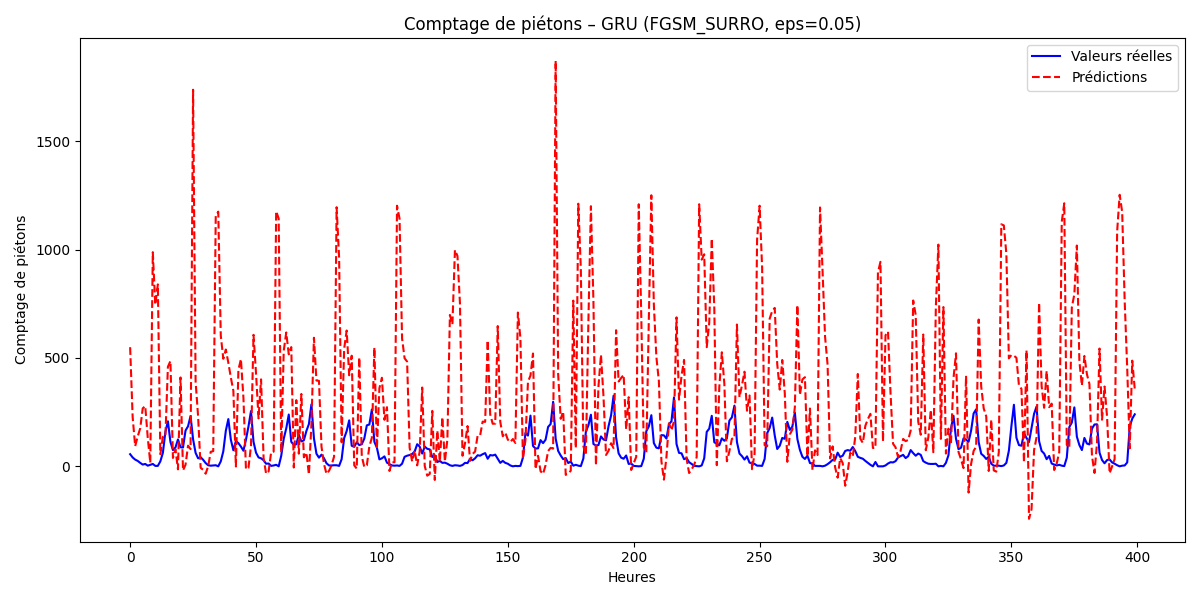 Comptage de piétons – GRU (FGSM_SURRO, eps=0.05)
Valeurs réelles
Prédictions
Comptage de piétons
1500
1000
500
0
0 50 100 150 200 250 300 350 400
Heures